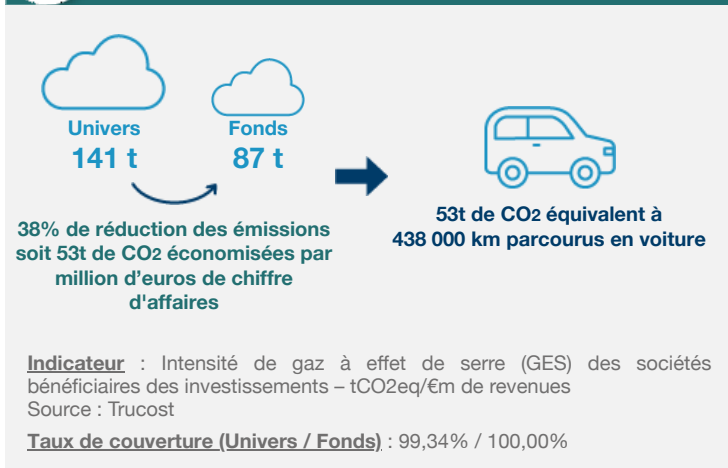 Univers
141 t
Fonds
87 t
38% de réduction des émissions
soit 53t de CO2 économisées par
million d’euros de chiffre
d'affaires
53t de CO2 équivalent à
438 000 km parcourus en voiture
Indicateur : Intensité de gaz à effet de serre (GES) des sociétés
bénéficiaires des investissements – tCO2eq/€m de revenues
Source : Trucost
Taux de couverture (Univers / Fonds) : 99,34% / 100,00%